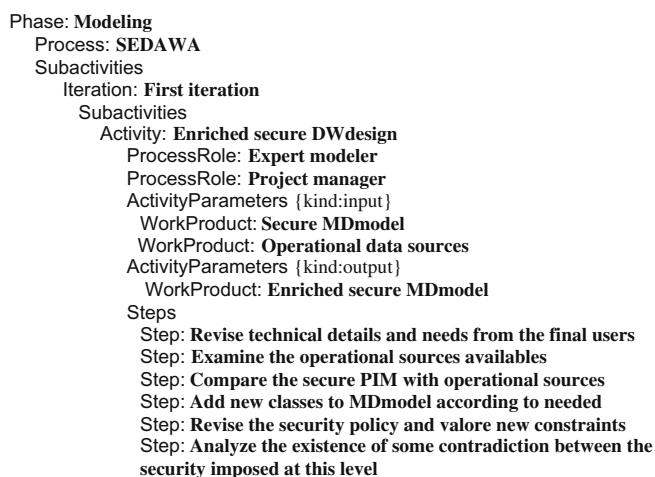 Phase: Modeling
Process: SEDAWA
Subactivities
Iteration: First iteration
Subactivities
Activity: Enriched secure DWdesign
ProcessRole: Expert modeler
ProcessRole: Project manager
ActivityParameters {kind:input}
WorkProduct: Secure MDmodel
WorkProduct: Operational data sources
ActivityParameters {kind:output}
WorkProduct: Enriched secure MDmodel
Steps
Step: Revise technical details and needs from the final users
Step: Examine the operational sources availables
Step: Compare the secure PIM with operational sources
Step: Add new classes to MDmodel according to needed
Step: Revise the security policy and valore new constraints
Step: Analyze the existence of some contradiction between the
security imposed at this level